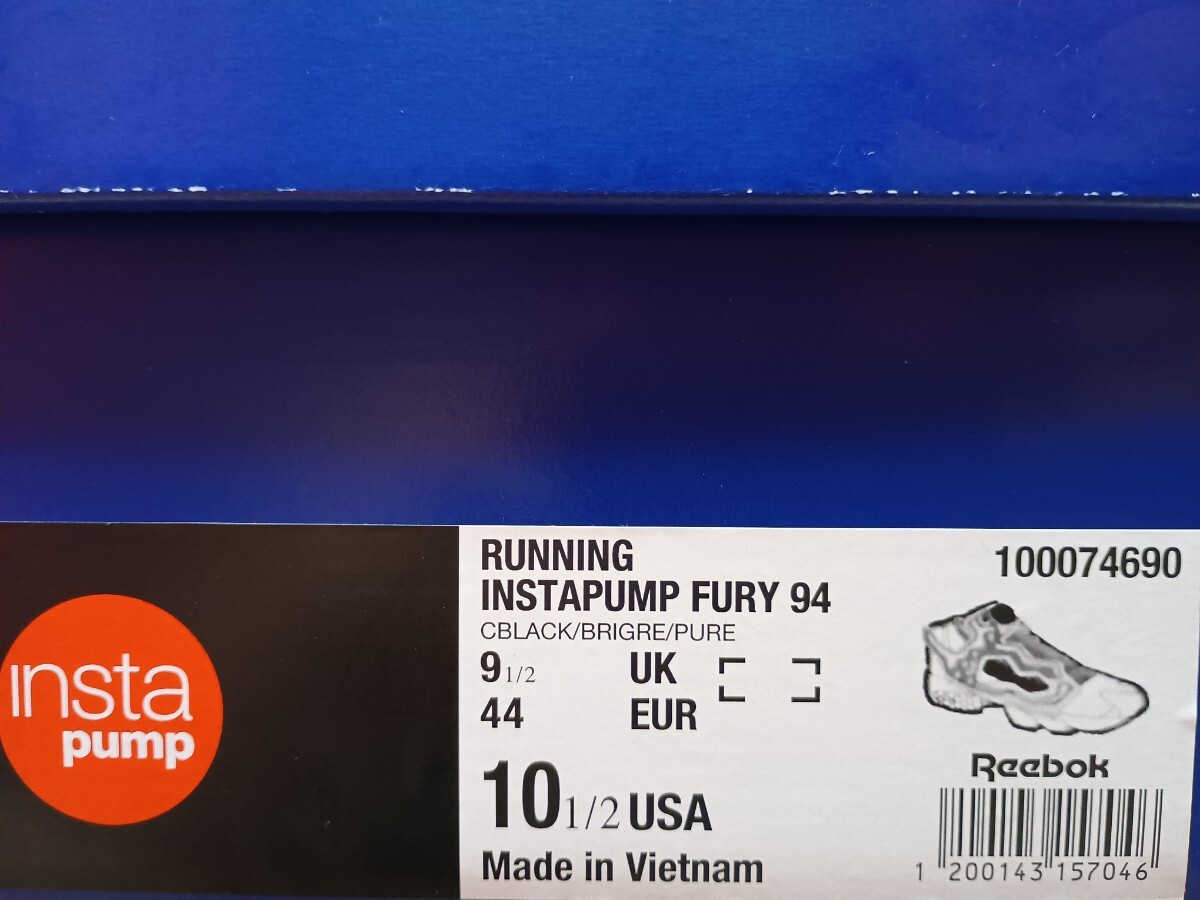 insta
pump
RUNNING
INSTAPUMP FURY 94
CBLACK/BRIGRE/PURE
9 1/2 UK
44 EUR
10 1/2 USA
Made in Vietnam
100074690
Reebok
1 200143 157046